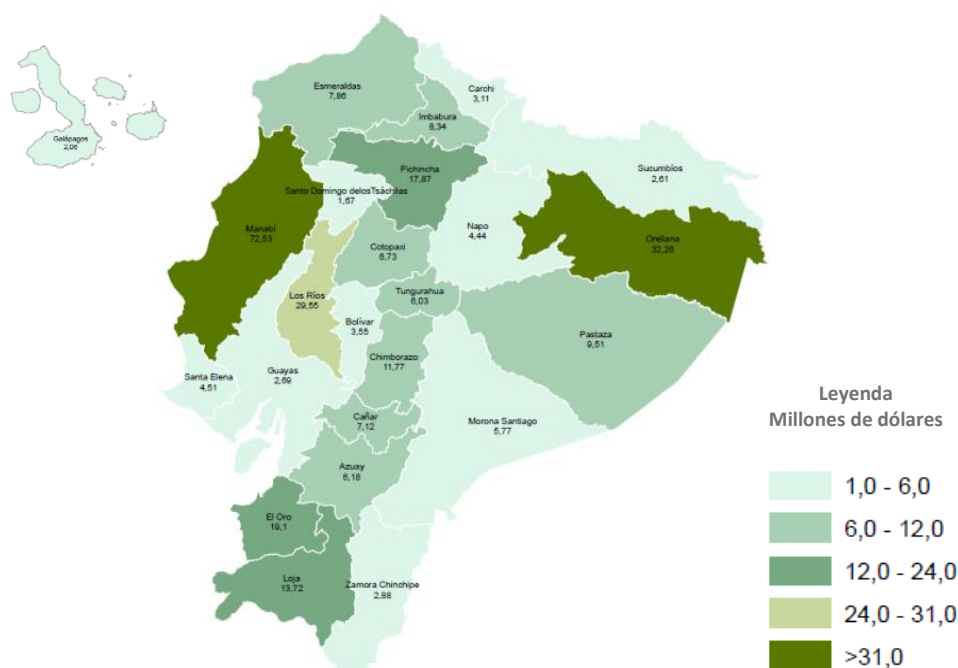 Esmeraldas
7,86
Carchi
3,11
Imbabura
8,34
Galápagos
2,06
Pichincha
17,87
Sucumbíos
2,61
Santo Domingo delosTsáchilas
1,67
Manabí
72,53
Napo
4,44
Orellana
32,26
Cotopaxi
6,73
Los Ríos
29,55
Tungurahua
6,03
Bolívar
3,55
Pastaza
9,51
Chimborazo
11,77
Santa Elena
4,51
Guayas
2,69
Cañar
7,12
Morona Santiago
5,77
Azuay
6,18
El Oro
19,1
Loja
13,72
Zamora Chinchipe
2,88
Leyenda
Millones de dólares
1,0 - 6,0
6,0 - 12,0
12,0 - 24,0
24,0 - 31,0
>31,0